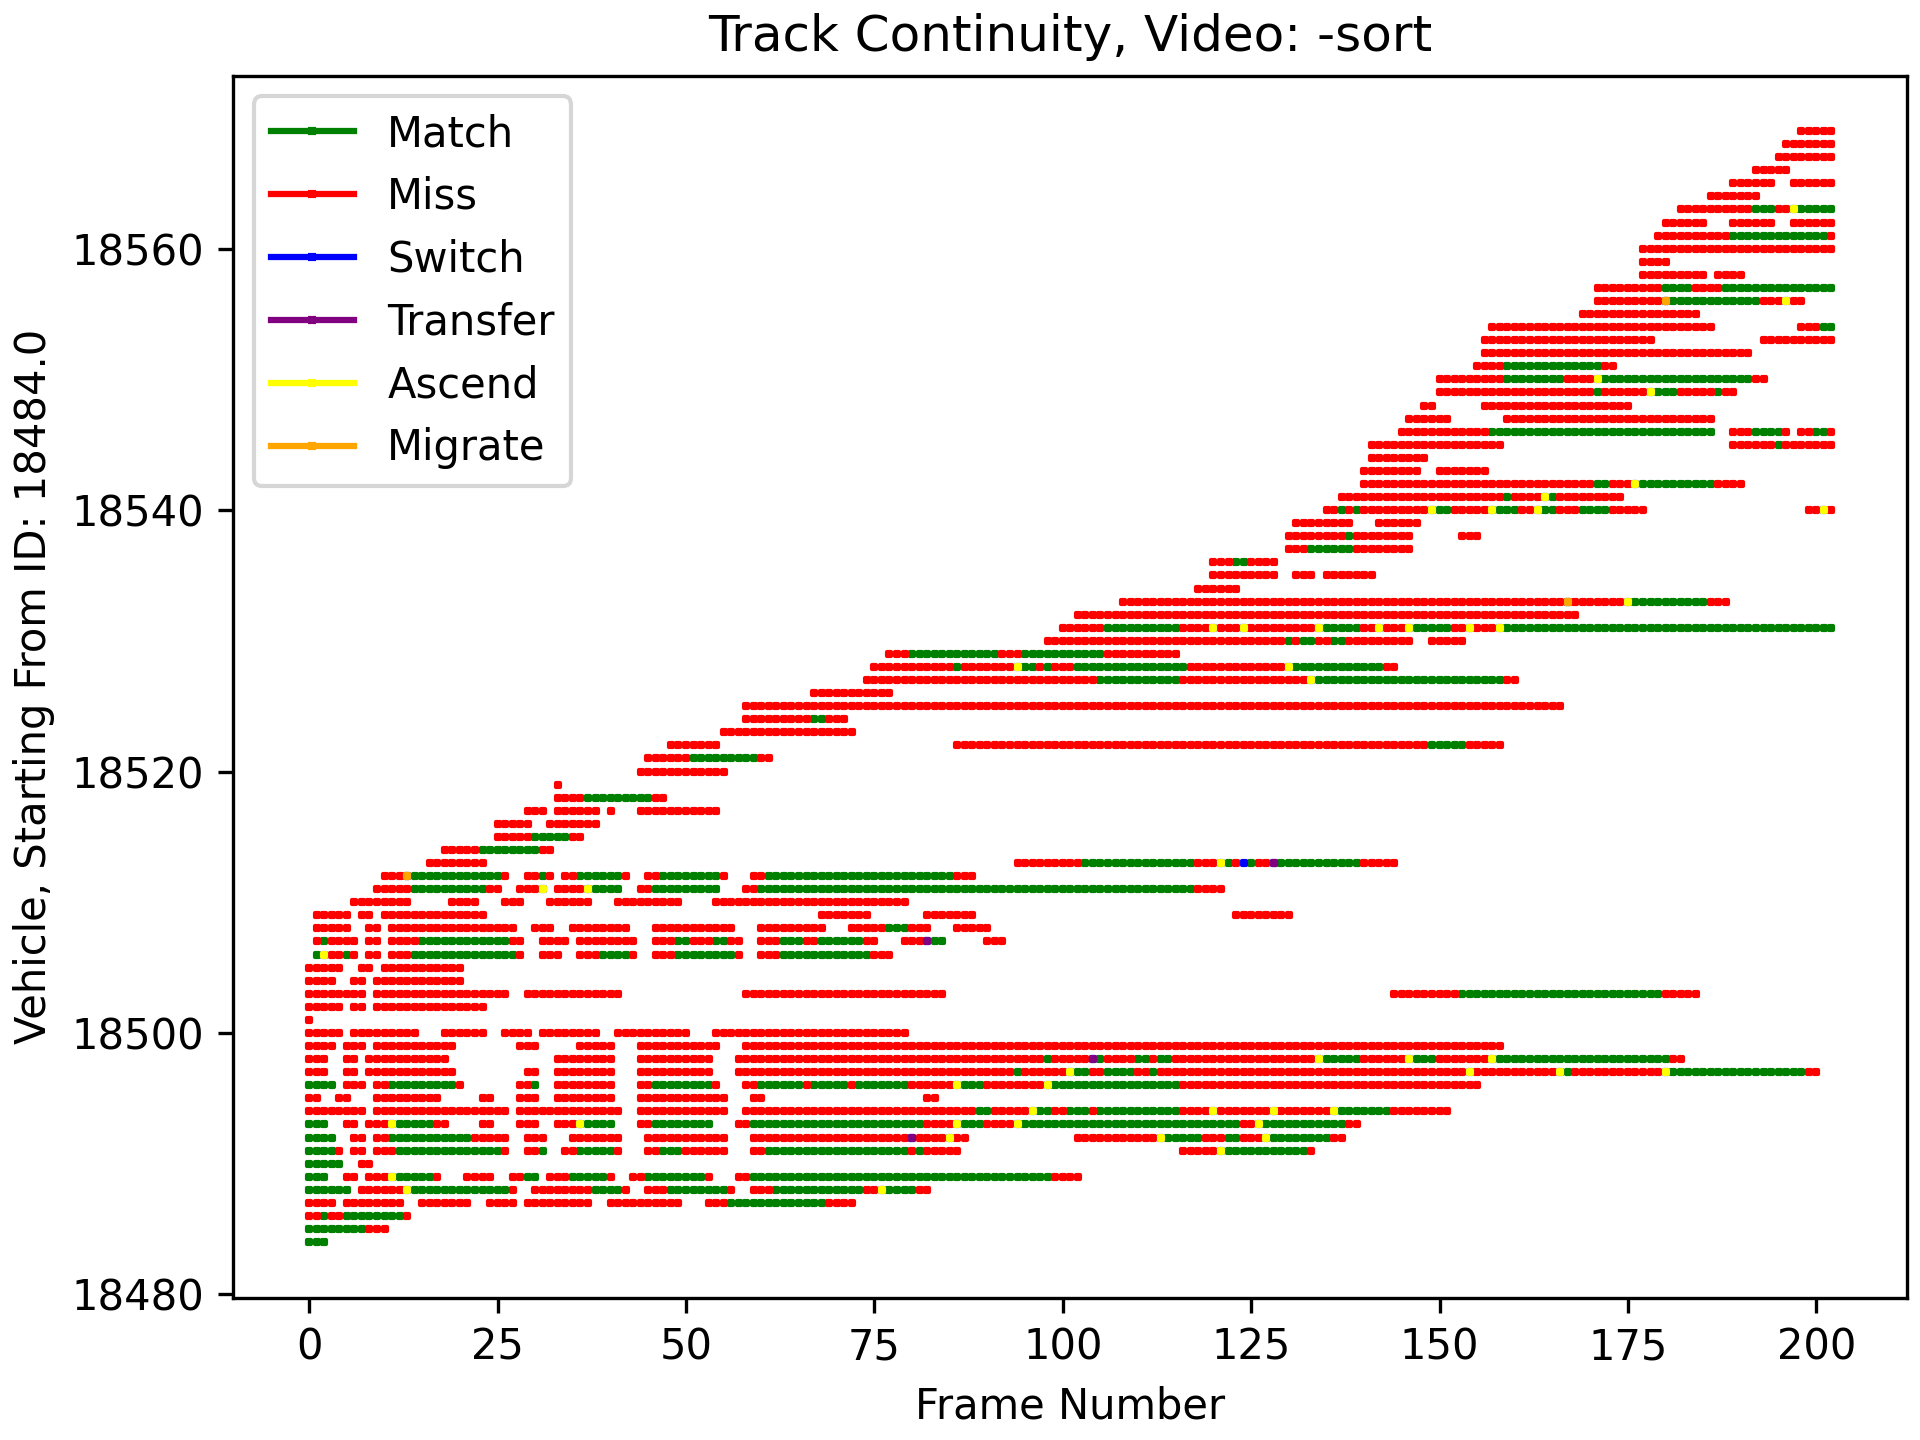 Track Continuity, Video: -sort
Match
Miss
Switch
Transfer
Ascend
Migrate
Vehicle, Starting From ID: 18484.0
18560
18540
18520
18500
18480
0 25 50 75 100 125 150 175 200
Frame Number